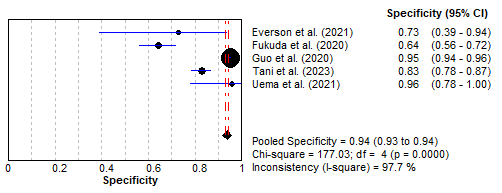 Specificity (95% CI)
Everson et al. (2021) 0.73 (0.39 - 0.94)
Fukuda et al. (2020) 0.64 (0.56 - 0.72)
Guo et al. (2020) 0.95 (0.94 - 0.96)
Tani et al. (2023) 0.83 (0.78 - 0.87)
Uema et al. (2021) 0.96 (0.78 - 1.00)
Pooled Specificity = 0.94 (0.93 to 0.94)
Chi-square = 177.03; df = 4 (p = 0.0000)
Inconsistency (I-square) = 97.7 %
0 0.2 0.4 0.6 0.8 1
Specificity